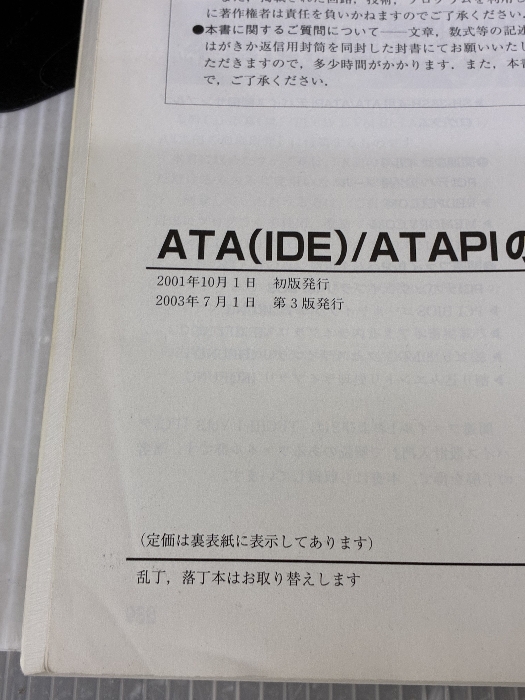 に著作権者は責任を負いかねますのでご了承ください.
●本書に関するご質問について――文章，数式等の記述
はがきか返信用封筒を同封した封書にてお願いいたし
ただきますので，多少時間がかかります．また，本書
で，ご了承ください．
ATA(IDE)/ATAPIの
2001年10月1日 初版発行
2003年7月1日 第3版発行
（定価は裏表紙に表示してあります）
乱丁，落丁本はお取り替えします